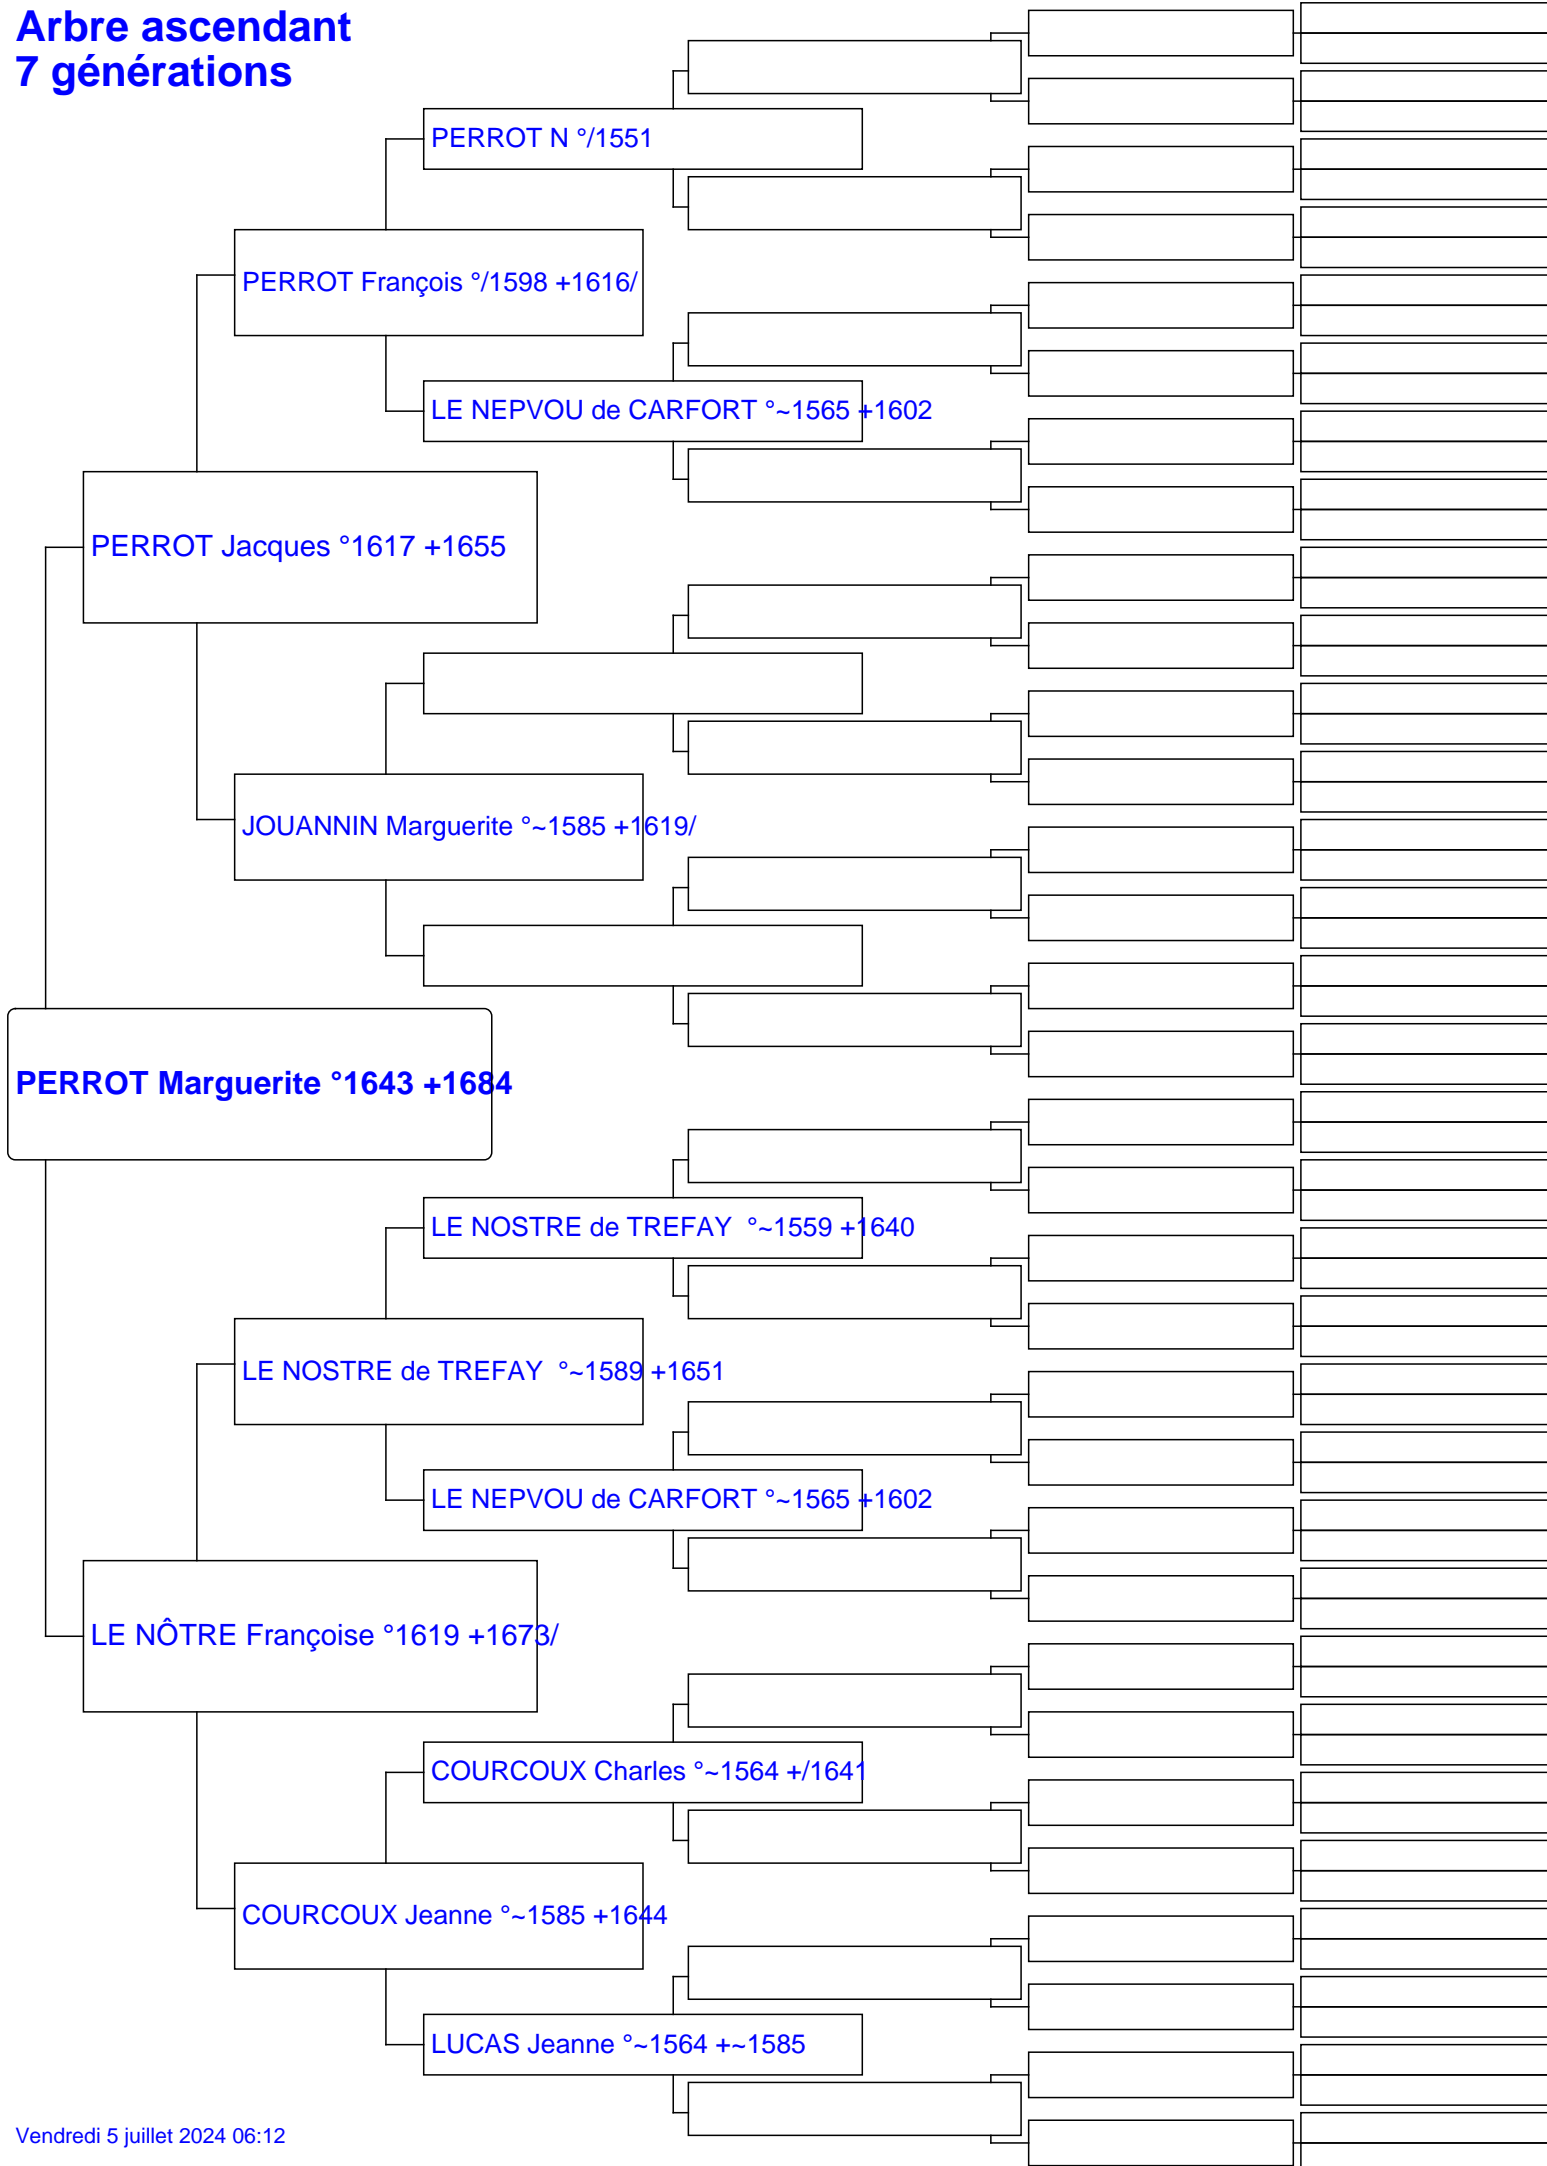 Arbre ascendant
7 générations
PERROT N °/1551
PERROT François °/1598 +1616/
LE NEPVOU de CARFORT °~1565 +1602
PERROT Jacques °1617 +1655
JOUANNIN Marguerite °~1585 +1619/
PERROT Marguerite °1643 +1684
LE NOSTRE de TREFAY  °~1559 +1640
LE NOSTRE de TREFAY  °~1589 +1651
LE NEPVOU de CARFORT °~1565 +1602
LE NÔTRE Françoise °1619 +1673/
COURCOUX Charles °~1564 +/1641
COURCOUX Jeanne °~1585 +1644
LUCAS Jeanne °~1564 +~1585
Vendredi 5 juillet 2024 06:12